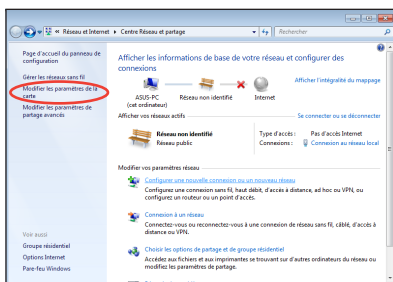 « Réseau et Internet ▸ Centre Réseau et partage
Rechercher
Page d'accueil du panneau de
configuration
Gérer les réseaux sans fil
Modifier les paramètres de la
carte
Modifier les paramètres de
partage avancés
Voir aussi
Groupe résidentiel
Options Internet
Pare-feu Windows
Afficher les informations de base de votre réseau et configurer des
connexions
Afficher l'intégralité du mappage
ASUS-PC Réseau non identifié Internet
(cet ordinateur)
Afficher vos réseaux actifs Se connecter ou se déconnecter
Réseau non identifié Type d'accès : Pas d'accès Internet
Réseau public Connexions : Connexion au réseau local
Modifier vos paramètres réseau
Configurer une nouvelle connexion ou un nouveau réseau
Configurez une connexion sans fil, haut débit, d'accès à distance, ad hoc ou VPN, ou
configurez un routeur ou un point d'accès.
Connexion à un réseau
Connectez-vous ou reconnectez-vous à une connexion de réseau sans fil, câblé, d'accès à
distance ou VPN.
Choisir les options de partage et de groupe résidentiel
Accédez aux fichiers et aux imprimantes se trouvant sur d'autres ordinateurs du réseau ou
modifiez les paramètres de partage.